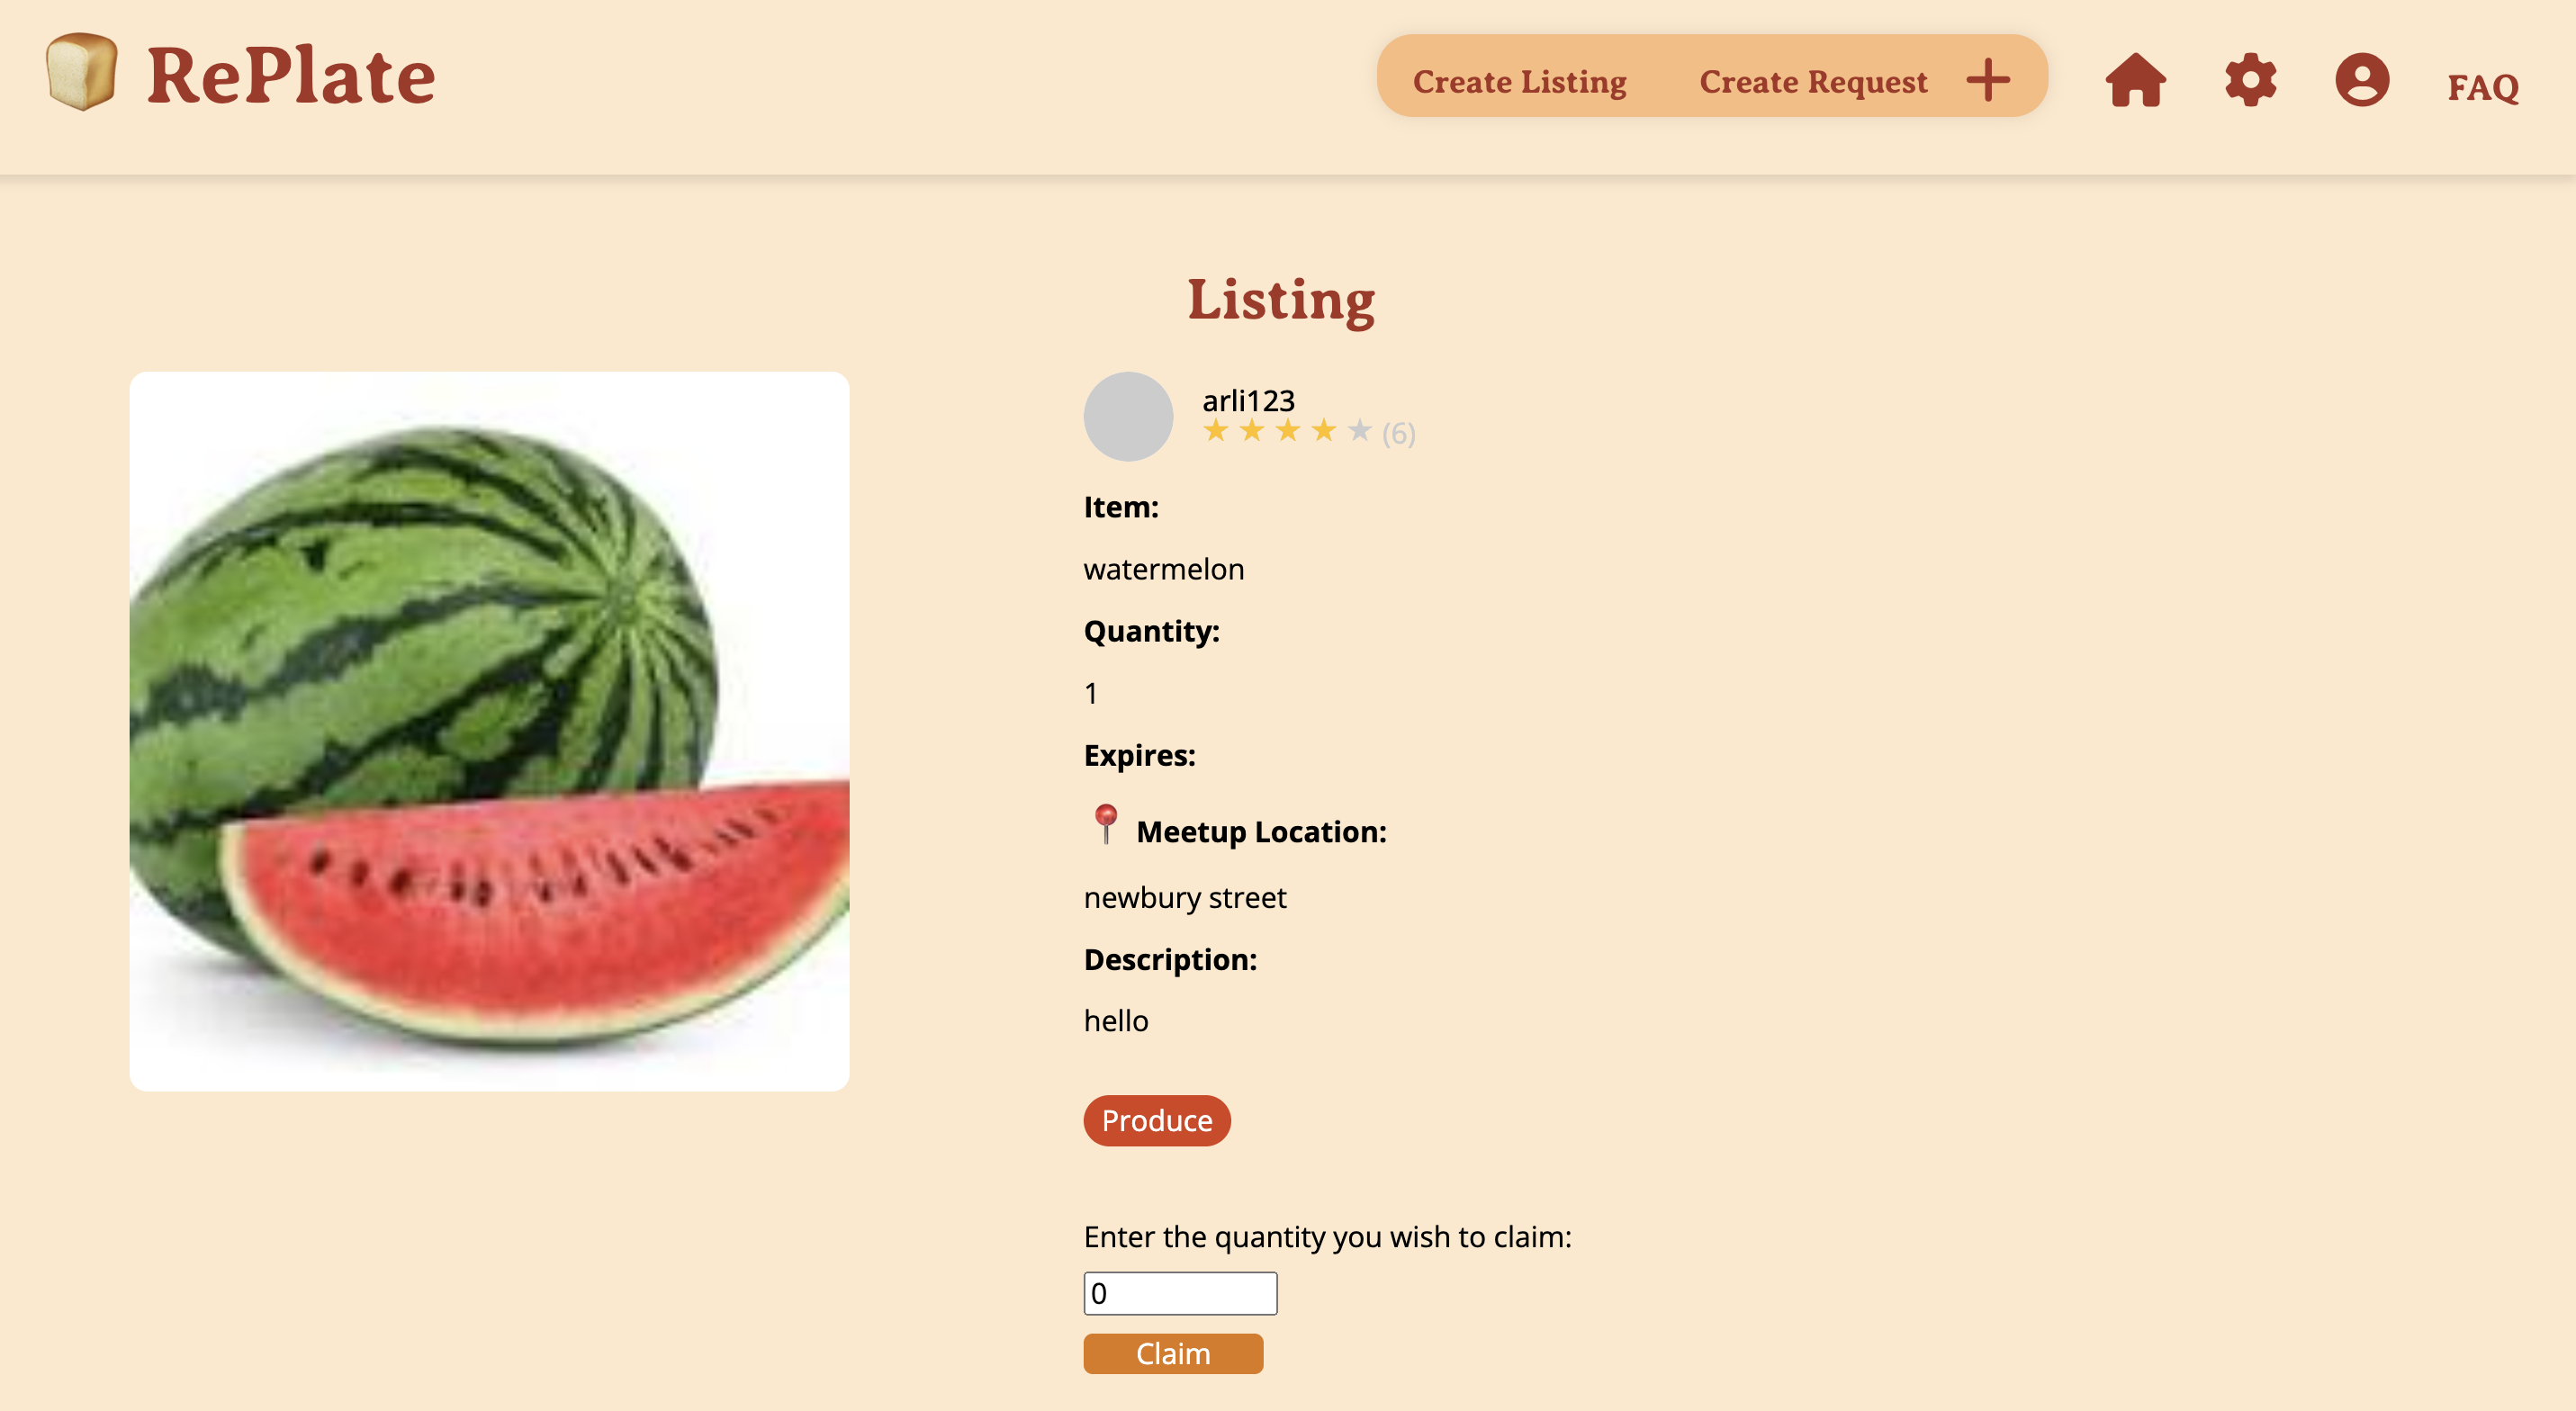 RePlate
Create Listing Create Request FAQ
Listing
arli123
(6)
Item:
watermelon
Quantity:
1
Expires:
Meetup Location:
newbury street
Description:
hello
Produce
Enter the quantity you wish to claim:
0
Claim